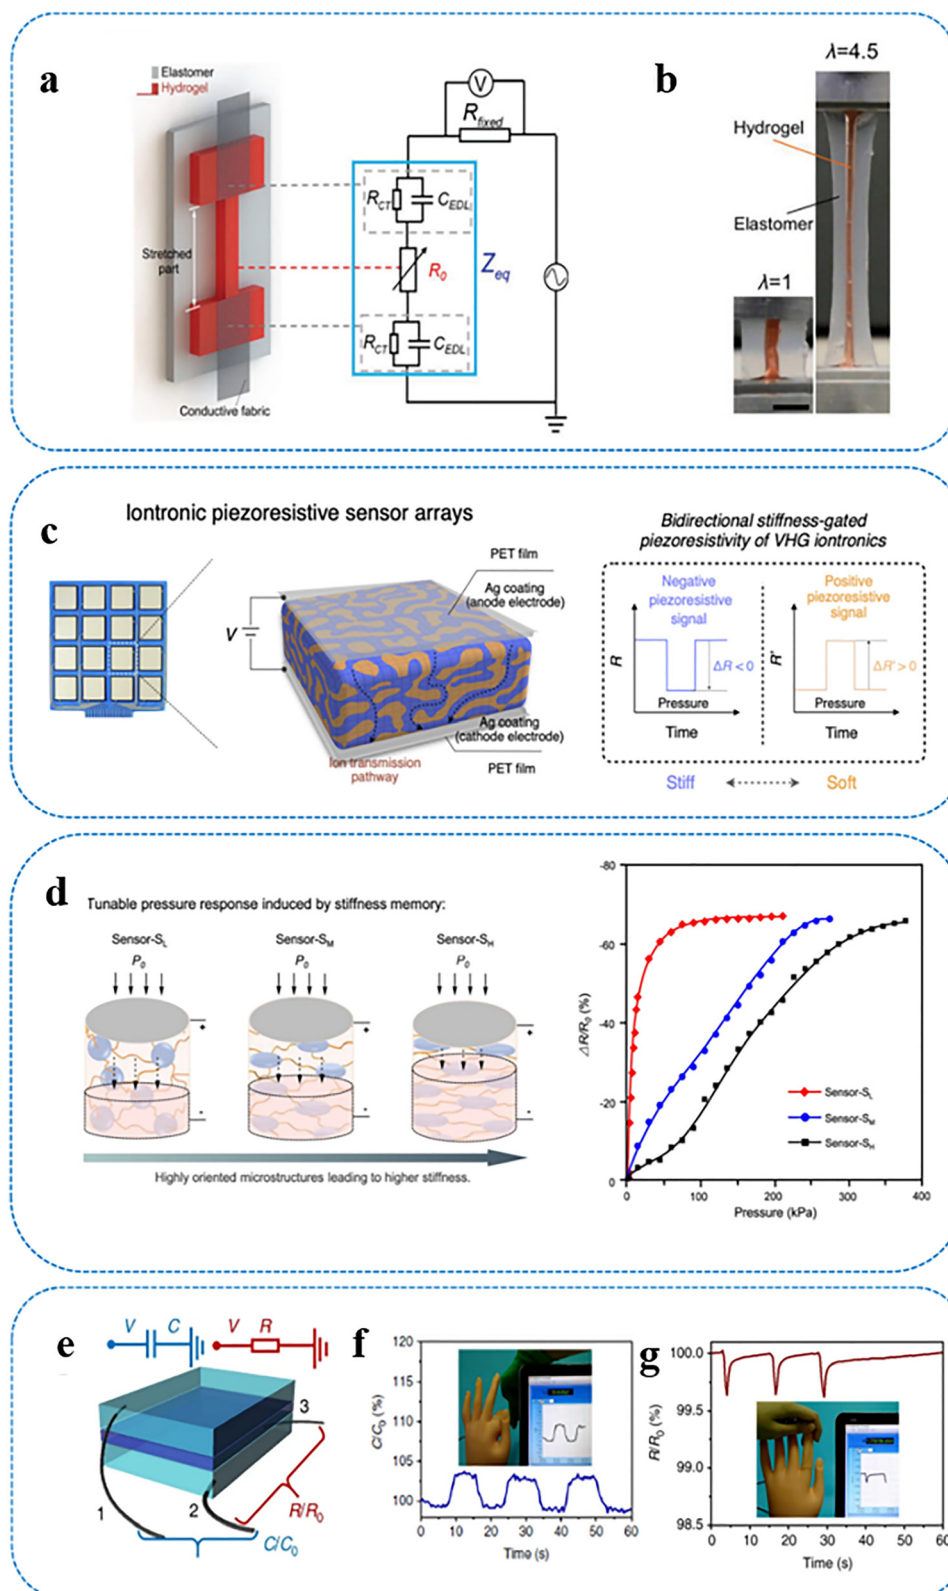 a
Elastomer
Hydrogel
Stretched
part
Conductive fabric
V
R_fixed
R_CT
C_EDL
R_0
Z_eq
R_CT
C_EDL
b
λ=4.5
Hydrogel
Elastomer
λ=1
c
Iontronic piezoresistive sensor arrays
PET film
Ag coating
(anode electrode)
V
Ag coating
(cathode electrode)
Ion transmission
pathway
PET film
Bidirectional stiffness-gated
piezoresistivity of VHG iontronics
Negative
piezoresistive
signal
R
ΔR < 0
Pressure
Time
Positive
piezoresistive
signal
R'
ΔR' > 0
Pressure
Time
Stiff
Soft
d
Tunable pressure response induced by stiffness memory:
Sensor-S_L
Sensor-S_M
Sensor-S_H
P_0
P_0
P_0
+
+
+
-
-
-
Highly oriented microstructures leading to higher stiffness.
-80
-60
-40
-20
0
ΔR/R_0 (%)
Sensor-S_L
Sensor-S_M
Sensor-S_H
0
100
200
300
400
Pressure (kPa)
e
V
C
V
R
1
2
3
R/R_0
C/C_0
f
120
115
110
105
100
C/C_0 (%)
0
10
20
30
40
50
60
Time (s)
g
100.0
99.5
99.0
98.5
R/R_0 (%)
0
10
20
30
40
50
60
Time (s)